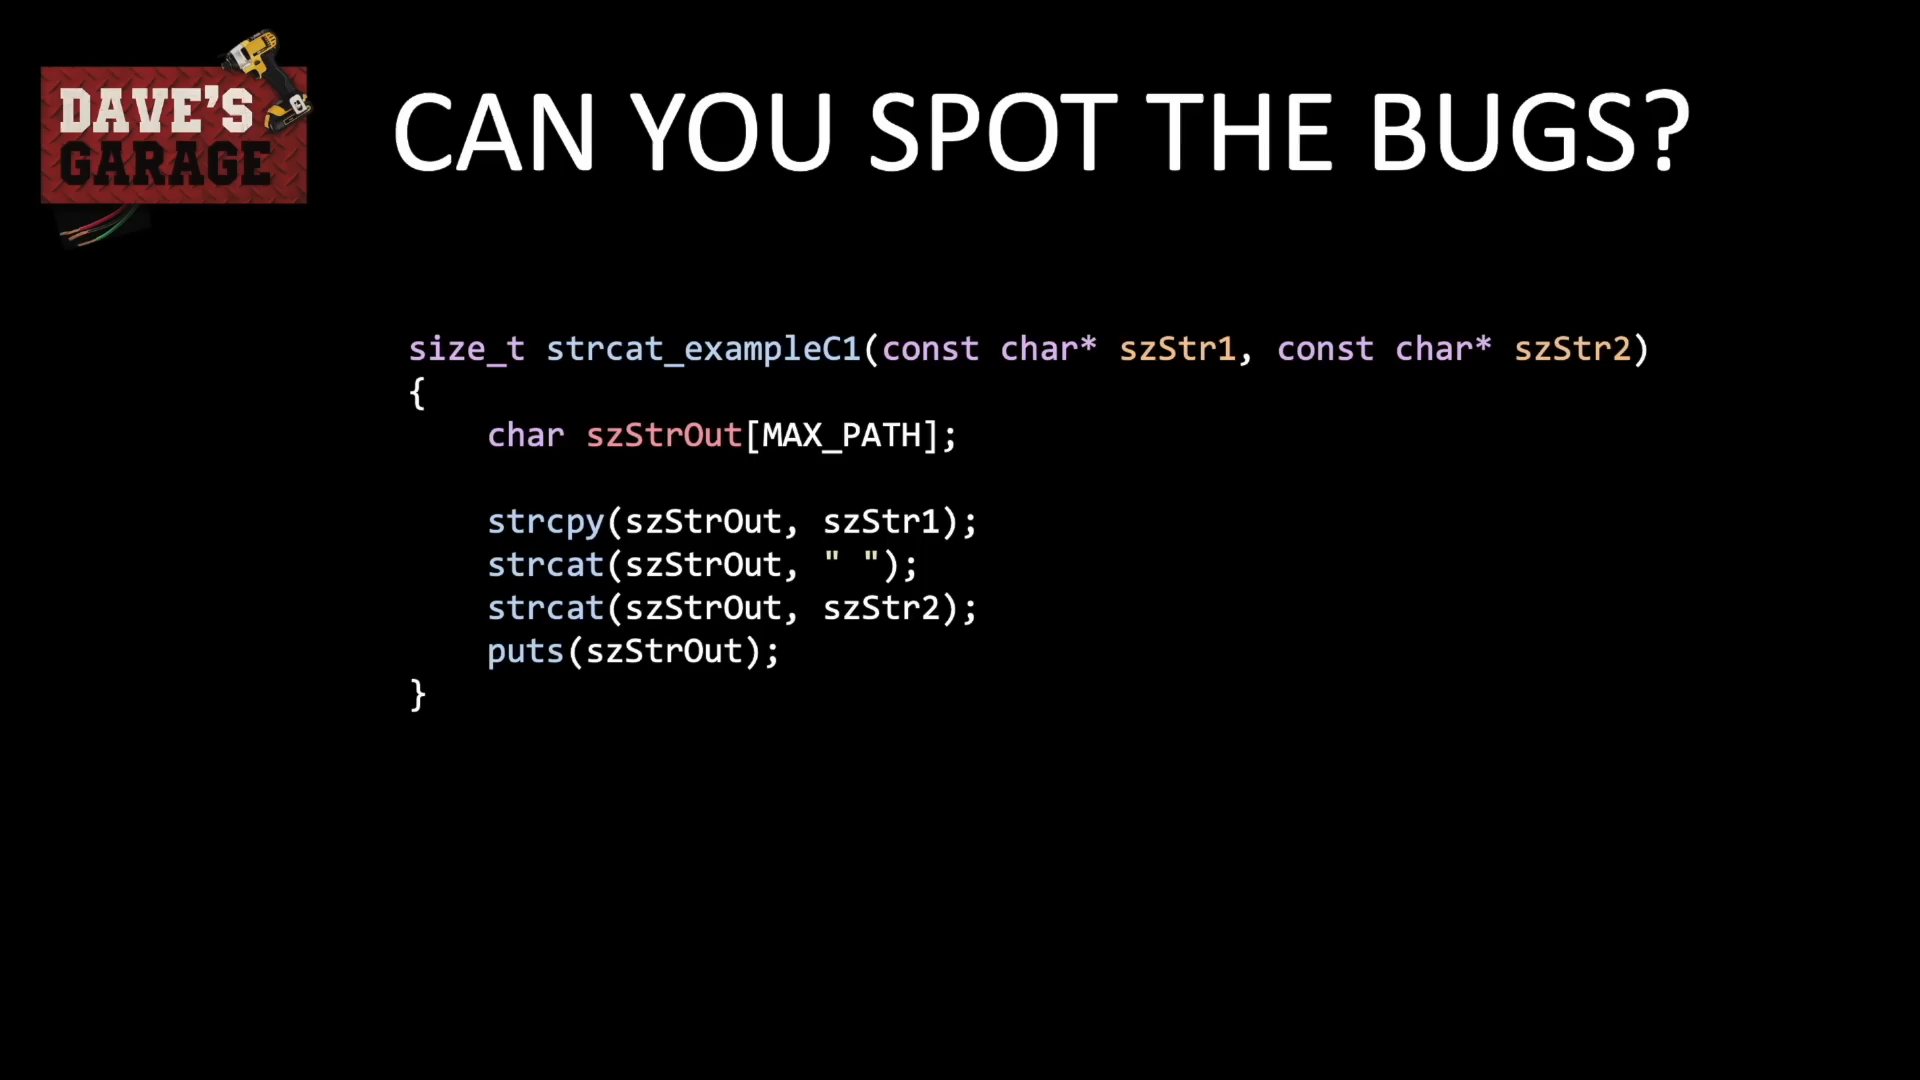 DAVE'S
GARAGE
CAN YOU SPOT THE BUGS?
size_t strcat_exampleC1(const char* szStr1, const char* szStr2)
{
    char szStrOut[MAX_PATH];

    strcpy(szStrOut, szStr1);
    strcat(szStrOut, " ");
    strcat(szStrOut, szStr2);
    puts(szStrOut);
}